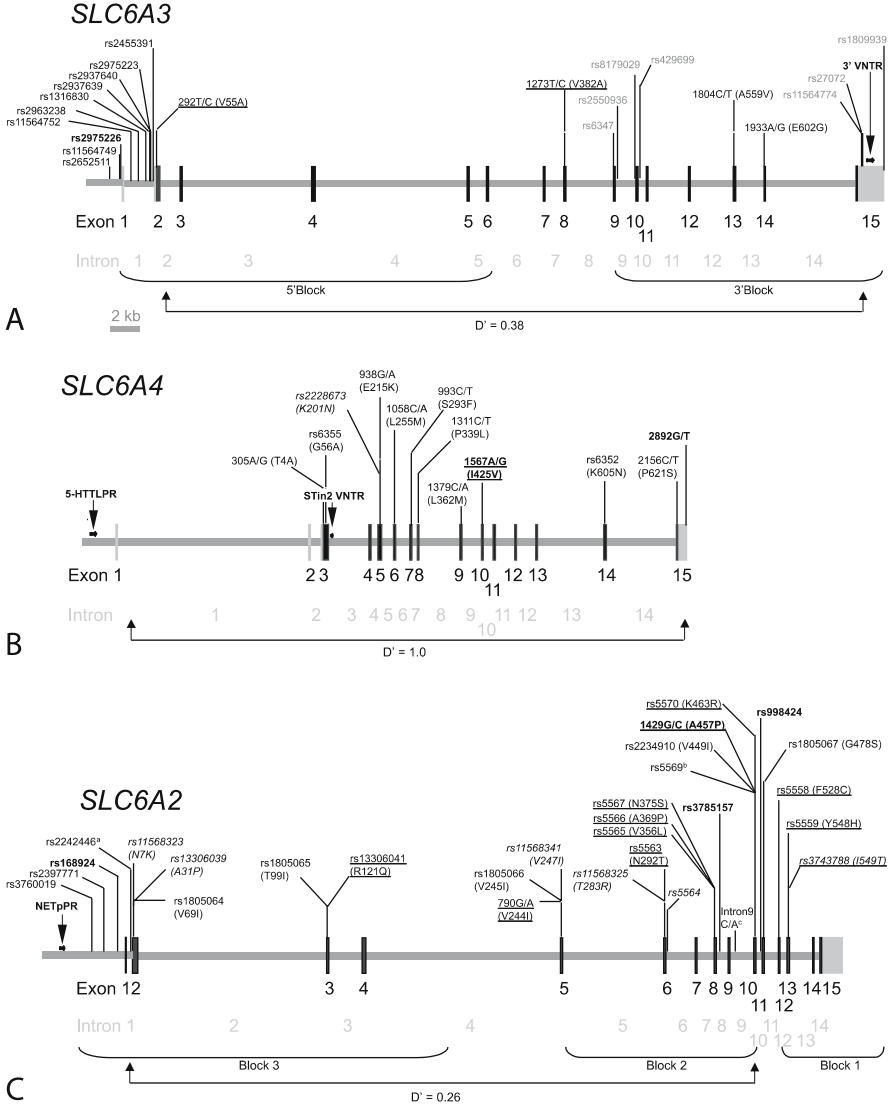 SLC6A3
rs2455391
rs2975223
rs2937640
rs2937639
rs1316830
rs2963238
rs11564752
rs2975226
rs11564749
rs2652511
292T/C (V55A)
1273T/C (V382A)
rs8179029
rs429699
rs2550936
rs6347
1804C/T (A559V)
1933A/G (E602G)
rs1809939
3' VNTR
rs27072
rs11564774
Exon 1 2 3 4 5 6 7 8 9 10 12 13 14 15
11
Intron 1 2 3 4 5 6 7 8 9 10 11 12 13 14
5'Block 3'Block
D' = 0.38
2 kb
A
SLC6A4
938G/A
(E215K)
rs2228673
(K201N)
1058C/A
(L255M)
993C/T
(S293F)
1311C/T
(P339L)
rs6355
(G56A)
305A/G (T4A)
STin2 VNTR
5-HTTLPR
1379C/A
(L362M)
1567A/G
(I425V)
rs6352
(K605N)
2156C/T
(P621S)
2892G/T
Exon 1 2 3 4 5 6 7 8 9 10 12 13 14 15
11
Intron 1 2 3 4 5 6 7 8 9 11 12 13 14
10
D' = 1.0
B
SLC6A2
rs2242446a
rs168924
rs2397771
rs3760019
NETpPR
rs11568323
(N7K)
rs13306039
(A31P)
rs1805064
(V69I)
rs1805065
(T99I)
rs13306041
(R121Q)
rs11568341
(V247I)
rs1805066
(V245I)
790G/A
(V244I)
rs11568325
(T283R)
rs5563
(N292T)
rs5564
rs5567 (N375S)
rs5566 (A369P)
rs5565 (V356L)
rs3785157
Intron9
C/Ac
rs5570 (K463R)
1429G/C (A457P)
rs2234910 (V449I)
rs5569b
rs998424
rs1805067 (G478S)
rs5558 (F528C)
rs5559 (Y548H)
rs3743788 (I549T)
Exon 1 2 3 4 5 6 7 8 9 10 13 14 15
11 12
Intron 1 2 3 4 5 6 7 8 9 11 14
10 12 13
Block 3 Block 2 Block 1
D' = 0.26
C